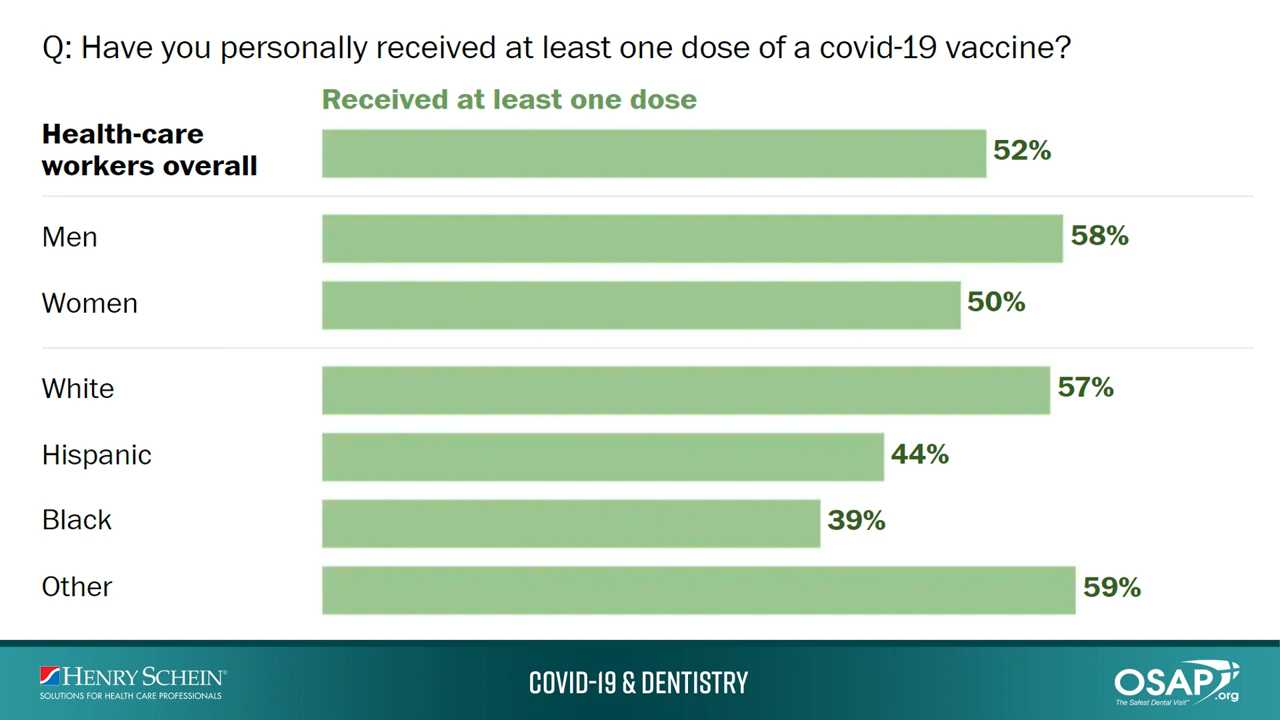 Q: Have you personally received at least one dose of a covid-19 vaccine?
Received at least one dose
Health-care
workers overall
52%
Men
58%
Women
50%
White
57%
Hispanic
44%
Black
39%
Other
59%
HENRY SCHEIN®
SOLUTIONS FOR HEALTH CARE PROFESSIONALS
COVID-19 & DENTISTRY
OSAP.org
The Safest Dental Visit™